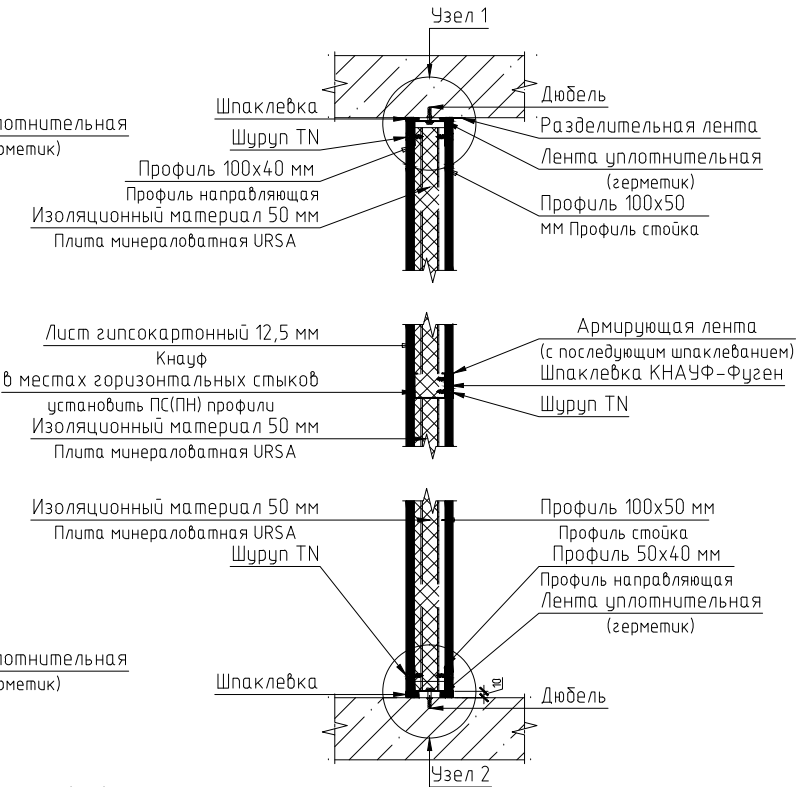 Узел 1
лотнительная
рметик)
Шпаклевка
Шуруп TN
Профиль 100х40 мм
Профиль направляющая
Изоляционный материал 50 мм
Плита минераловатная URSA
Дюбель
Разделительная лента
Лента уплотнительная
(герметик)
Профиль 100х50
мм Профиль стойка
Лист гипсокартонный 12,5 мм
Кнауф
в местах горизонтальных стыков
установить ПС(ПН) профили
Изоляционный материал 50 мм
Плита минераловатная URSA
Армирующая лента
(с последующим шпаклеванием)
Шпаклевка КНАУФ-Фуген
Шуруп TN
Изоляционный материал 50 мм
Плита минераловатная URSA
Шуруп TN
Профиль 100х50 мм
Профиль стойка
Профиль 50х40 мм
Профиль направляющая
Лента уплотнительная
(герметик)
лотнительная
рметик)
Шпаклевка
10
Дюбель
Узел 2